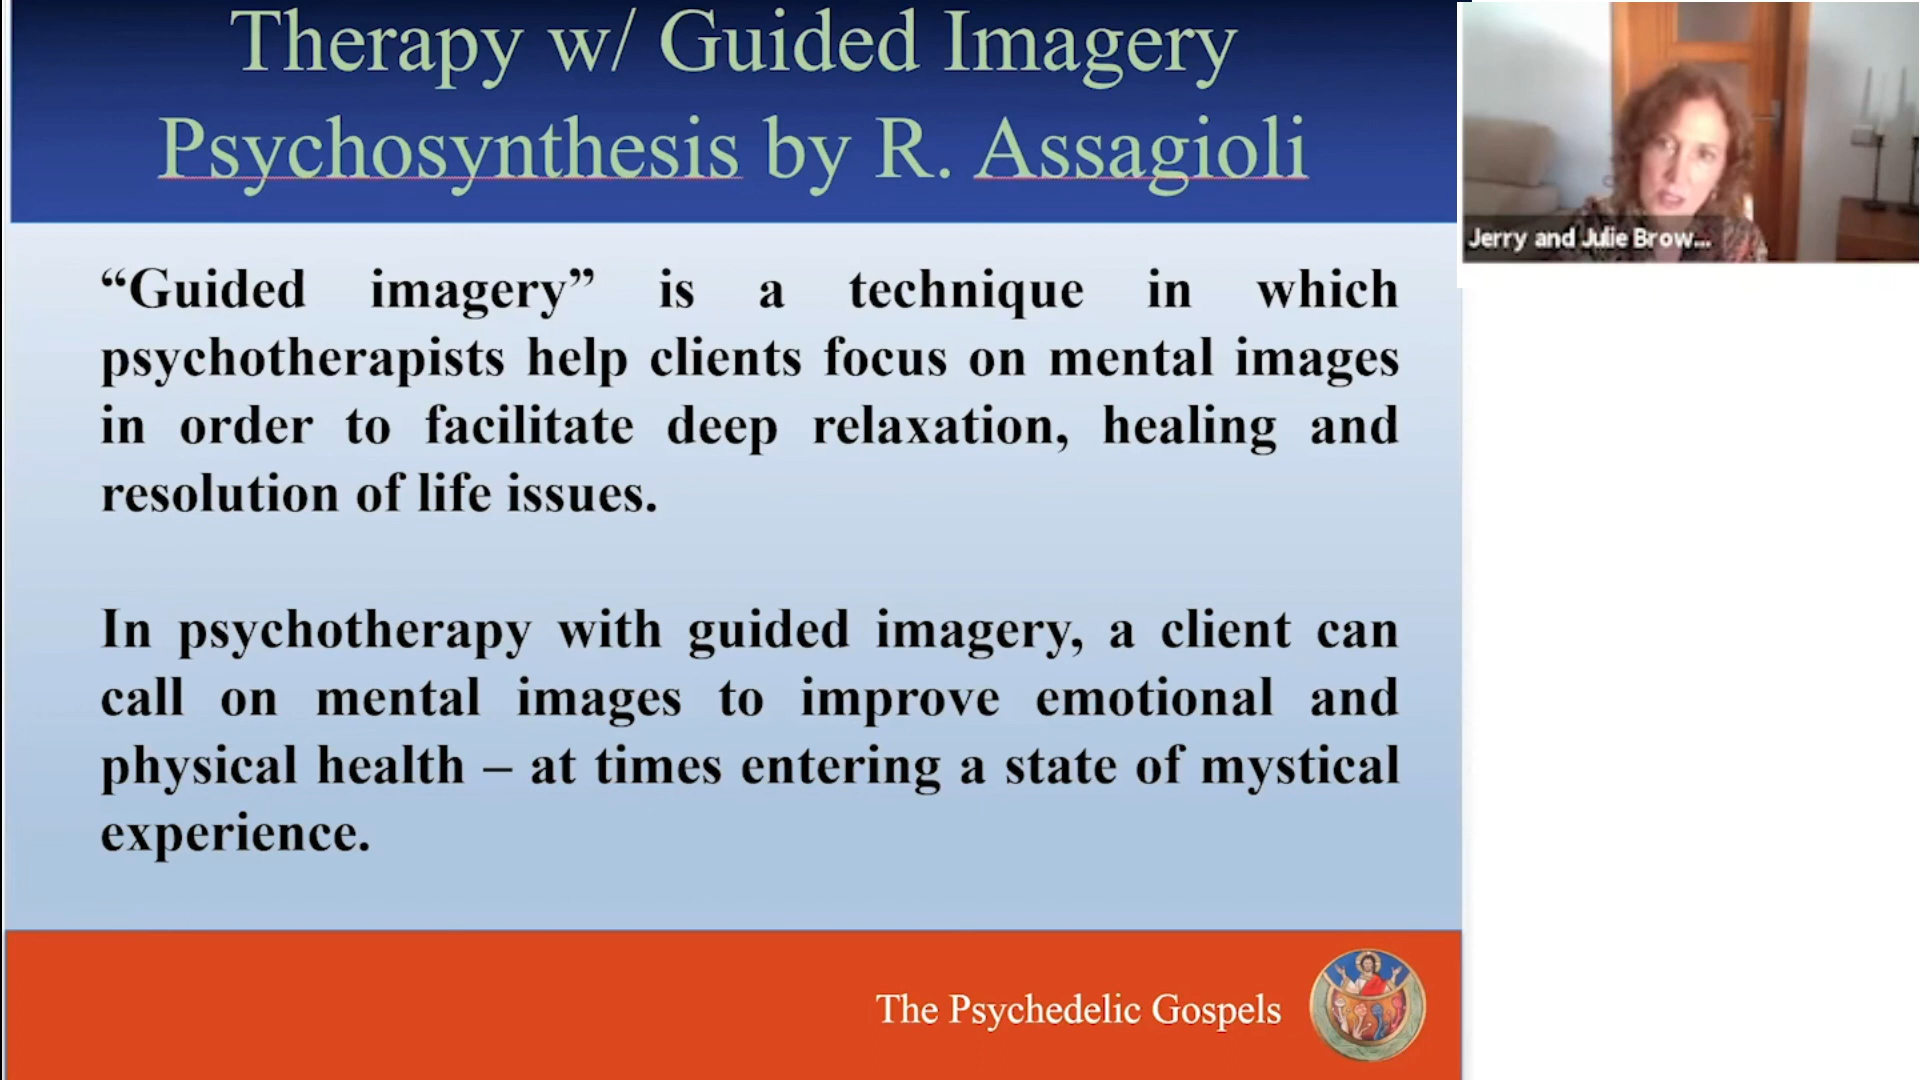 Therapy w/ Guided Imagery
Psychosynthesis by R. Assagioli
“Guided imagery” is a technique in which
psychotherapists help clients focus on mental images
in order to facilitate deep relaxation, healing and
resolution of life issues.
In psychotherapy with guided imagery, a client can
call on mental images to improve emotional and
physical health – at times entering a state of mystical
experience.
The Psychedelic Gospels
Jerry and Julie Brow...